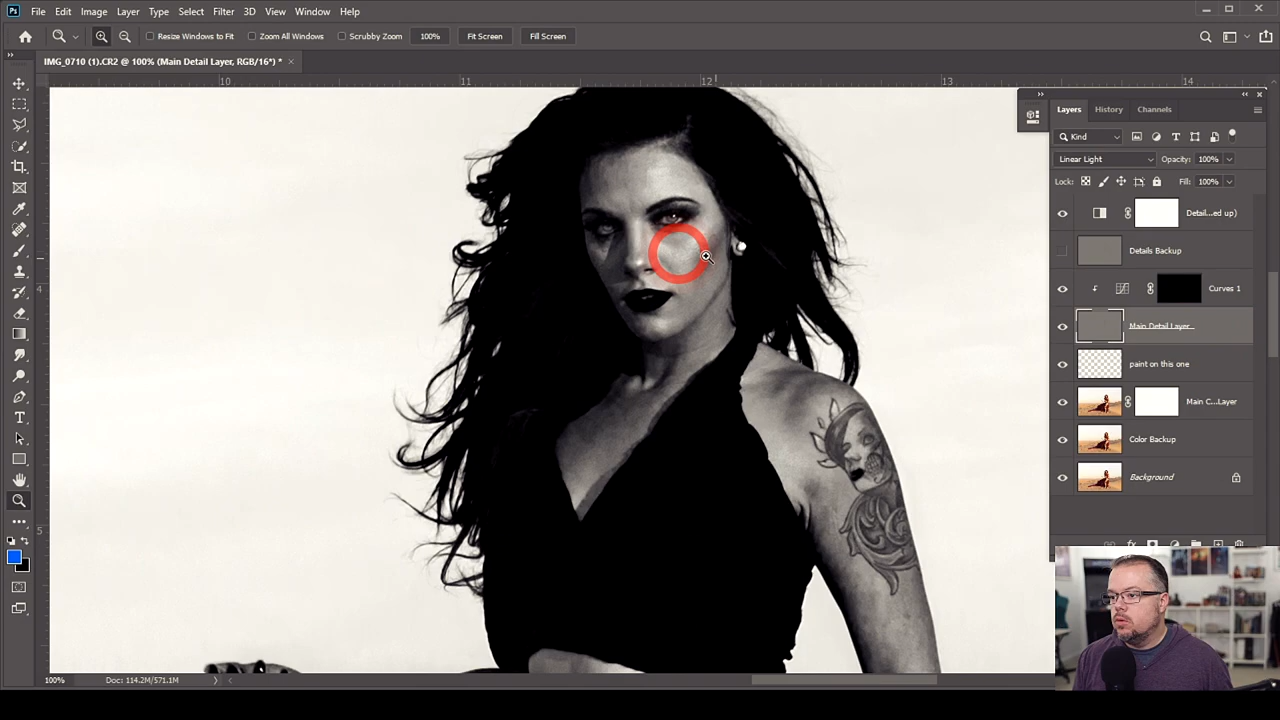 Ps File Edit Image Layer Type Select Filter 3D View Window Help
Resize Windows to Fit Zoom All Windows Scrubby Zoom 100% Fit Screen Fill Screen
IMG_0710 (1).CR2 @ 100% (Main Detail Layer, RGB/16*) * ×
10 11 12 13 14
4
5
Layers History Channels
Kind
Linear Light Opacity: 100%
Lock: Fill: 100%
Detail...ed up)
Details Backup
Curves 1
Main Detail Layer
paint on this one
Main C...Layer
Color Backup
Background
fx
100% Doc: 114.2M/571.1M